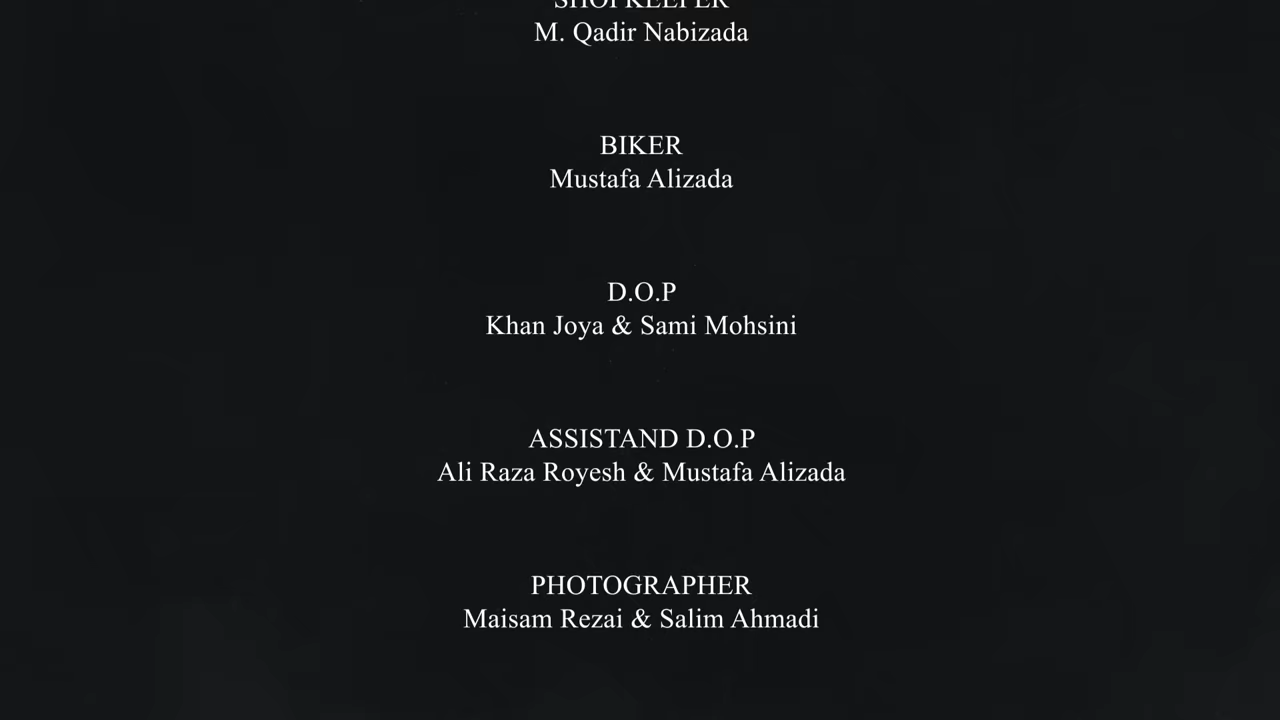 SHOPKEEPER
M. Qadir Nabizada
BIKER
Mustafa Alizada
D.O.P
Khan Joya & Sami Mohsini
ASSISTAND D.O.P
Ali Raza Royesh & Mustafa Alizada
PHOTOGRAPHER
Maisam Rezai & Salim Ahmadi